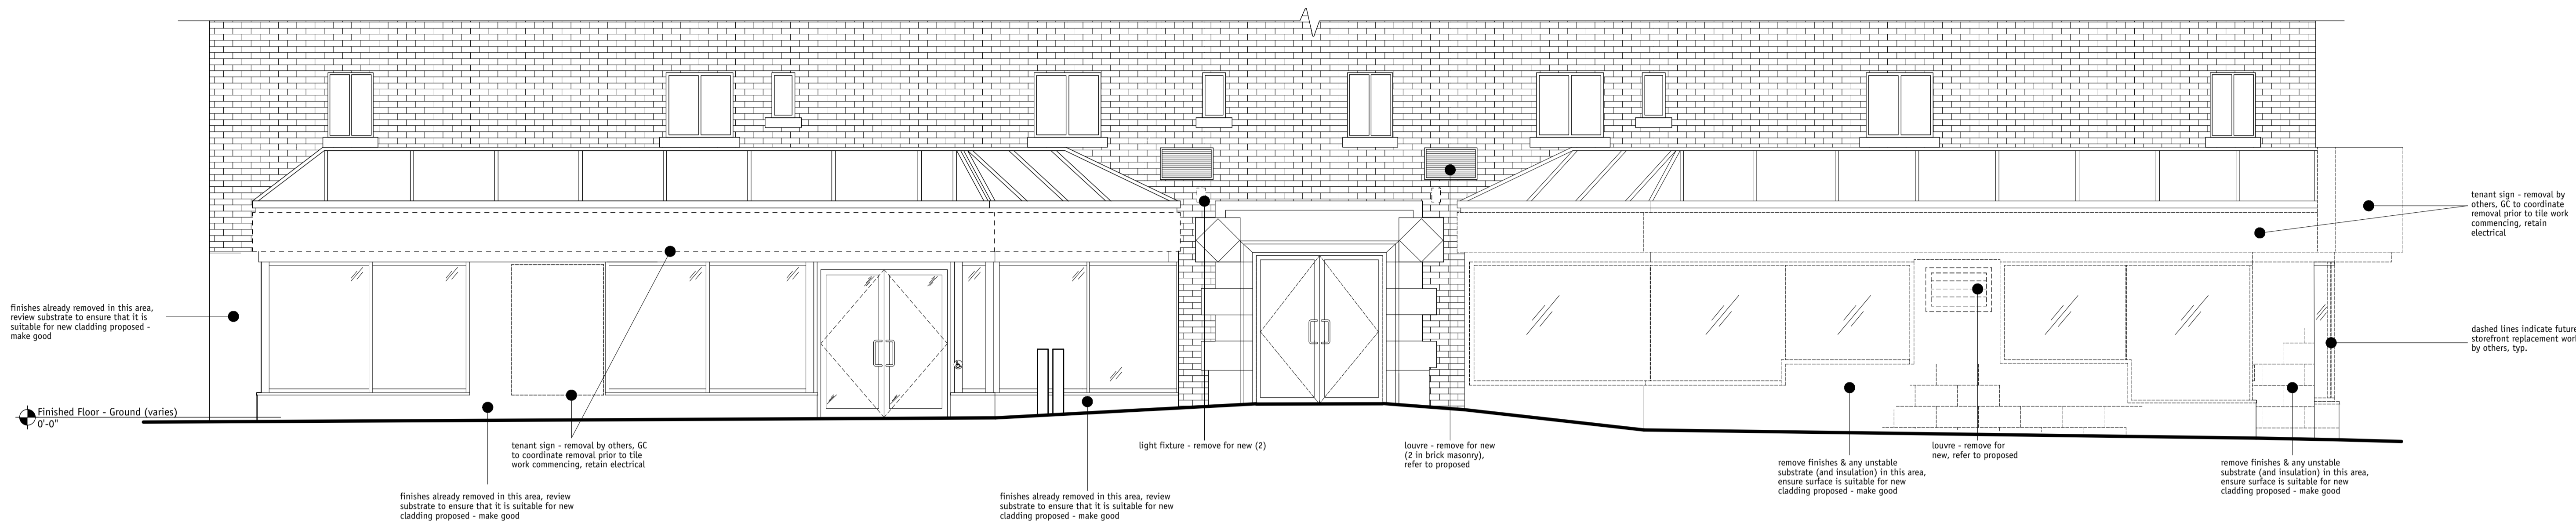 finishes already removed in this area,
review substrate to ensure that it is
suitable for new cladding proposed -
make good
Finished Floor - Ground (varies)
0'-0"
finishes already removed in this area, review
substrate to ensure that it is suitable for new
cladding proposed - make good
tenant sign - removal by others, GC
to coordinate removal prior to tile
work commencing, retain electrical
finishes already removed in this area, review
substrate to ensure that it is suitable for new
cladding proposed - make good
light fixture - remove for new (2)
louvre - remove for new
(2 in brick masonry),
refer to proposed
remove finishes & any unstable
substrate (and insulation) in this area,
ensure surface is suitable for new
cladding proposed - make good
louvre - remove for
new, refer to proposed
remove finishes & any unstable
substrate (and insulation) in this area,
ensure surface is suitable for new
cladding proposed - make good
tenant sign - removal by
others, GC to coordinate
removal prior to tile work
commencing, retain
electrical
dashed lines indicate future
storefront replacement wor
by others, typ.